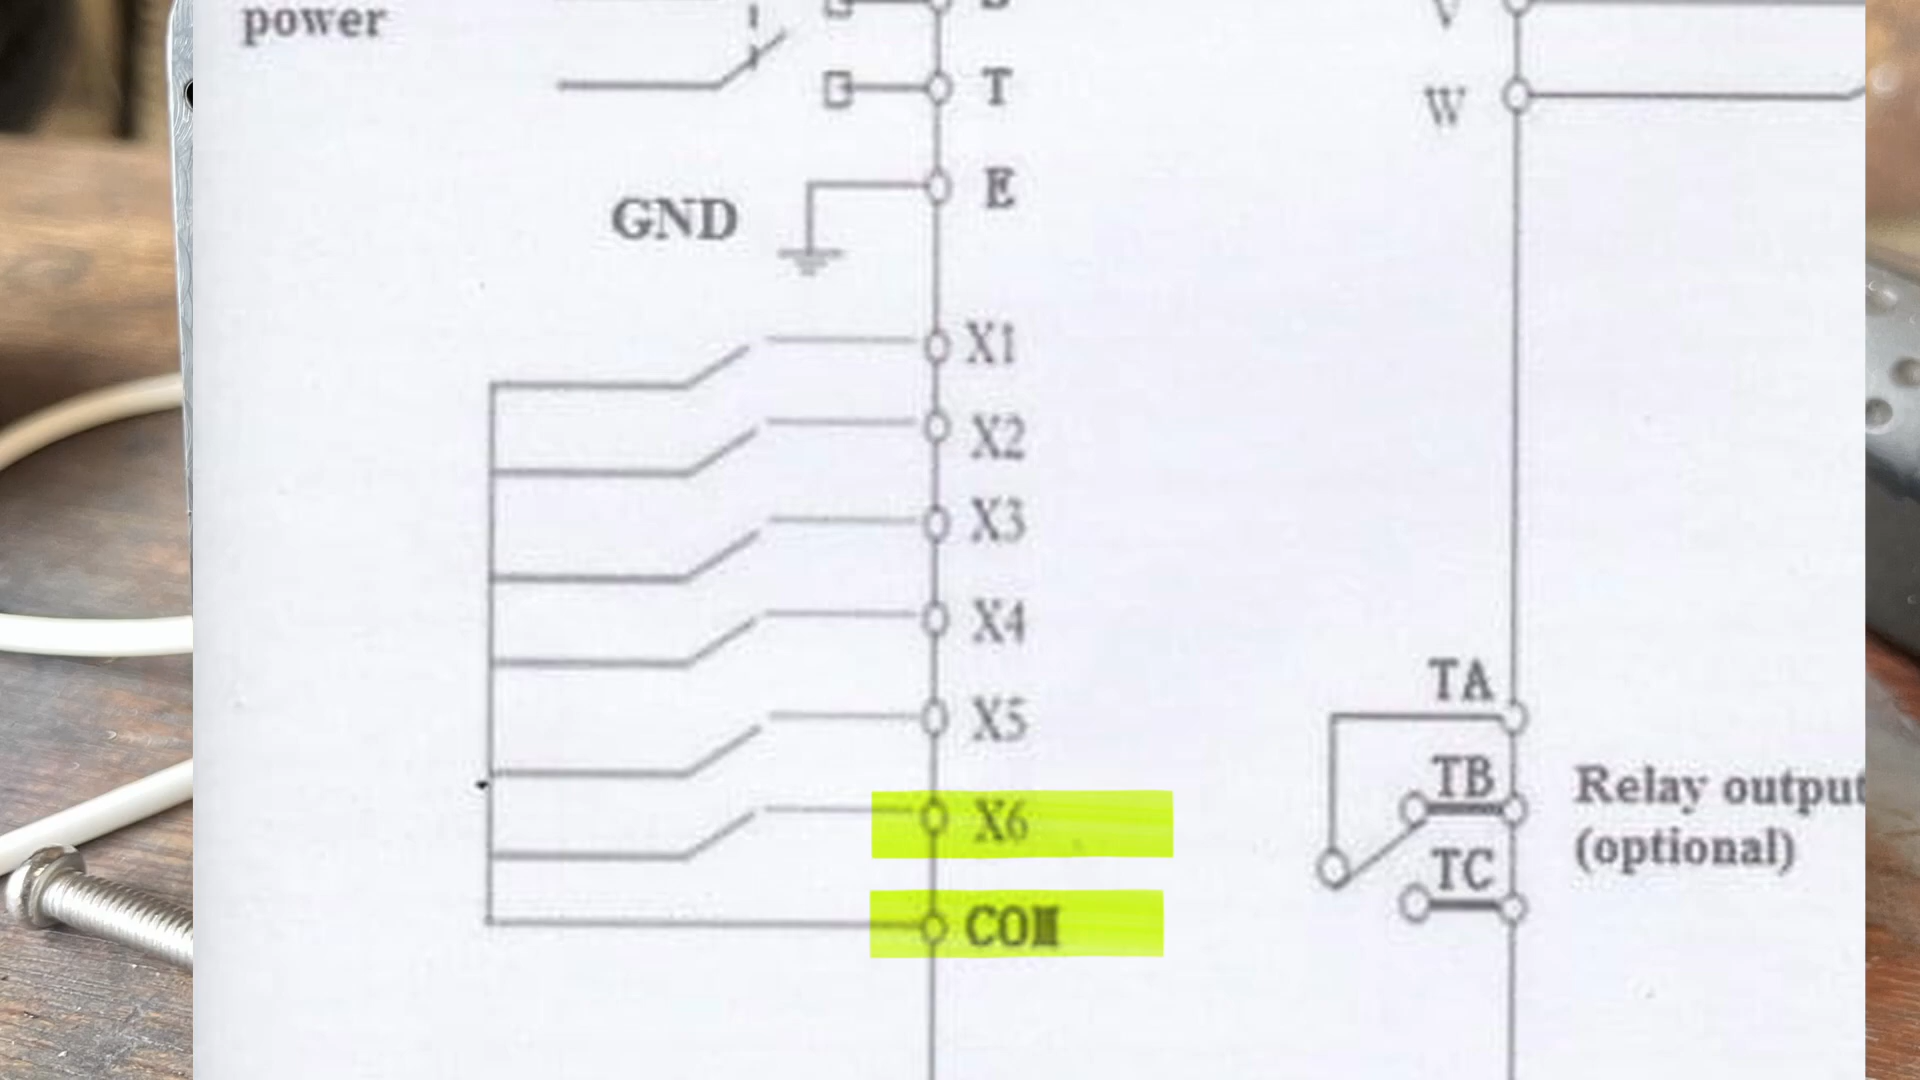 power
T
W
E
GND
X1
X2
X3
X4
TA
X5
TB
Relay output
X6
(optional)
TC
COM